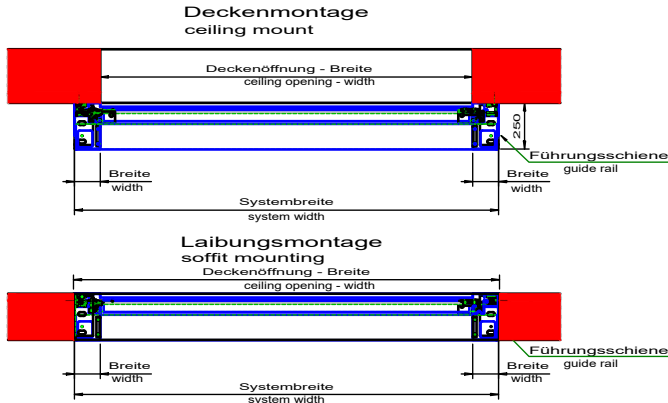 Deckenmontage
ceiling mount
Deckenöffnung - Breite
ceiling opening - width
250
Führungsschiene
guide rail
Breite
width
Breite
width
Systembreite
system width
Laibungsmontage
soffit mounting
Deckenöffnung - Breite
ceiling opening - width
Führungsschiene
guide rail
Breite
width
Breite
width
Systembreite
system width